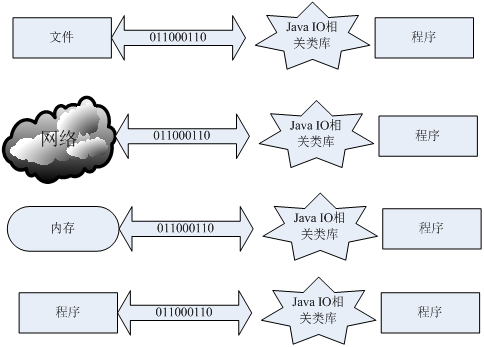 文件
011000110
Java IO相
关类库
程序
网络
011000110
Java IO相
关类库
程序
内存
011000110
Java IO相
关类库
程序
程序
011000110
Java IO相
关类库
程序